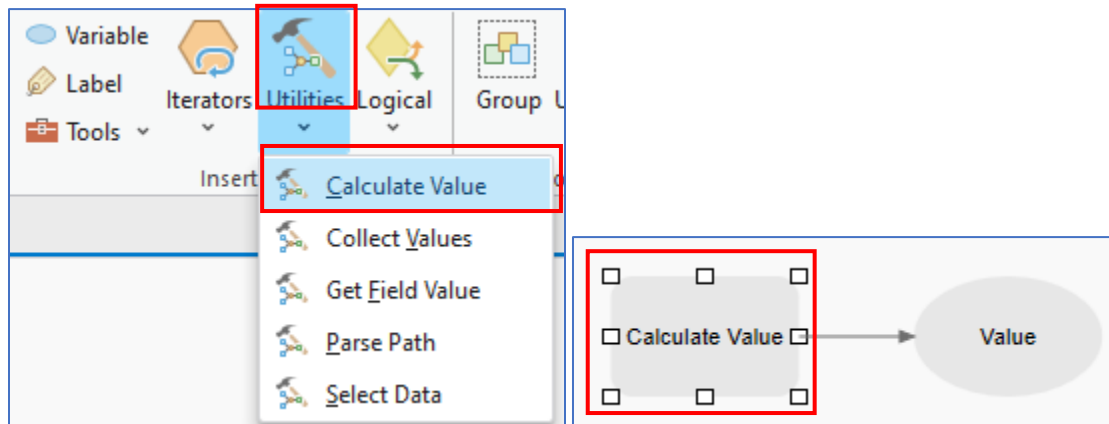 Variable
Label
Tools
Iterators
Utilities
Logical
Group
Insert
Calculate Value
Collect Values
Get Field Value
Parse Path
Select Data
Calculate Value
Value